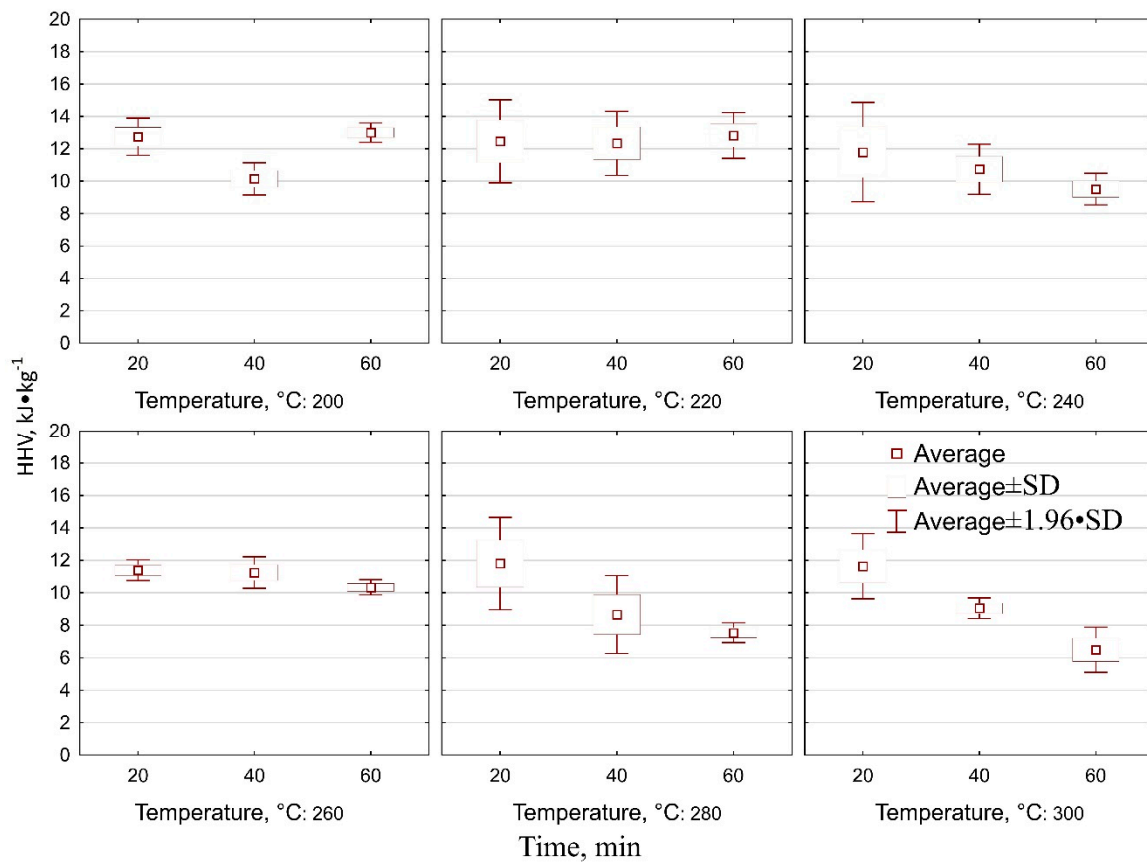 20
18
16
14
12
10
8
6
4
2
0
20 40 60 20 40 60 20 40 60
Temperature, °C: 200 Temperature, °C: 220 Temperature, °C: 240
HHV, kJ•kg⁻¹
20
18
16
14
12
10
8
6
4
2
0
Average
Average±SD
Average±1.96•SD
20 40 60 20 40 60 20 40 60
Temperature, °C: 260 Temperature, °C: 280 Temperature, °C: 300
Time, min